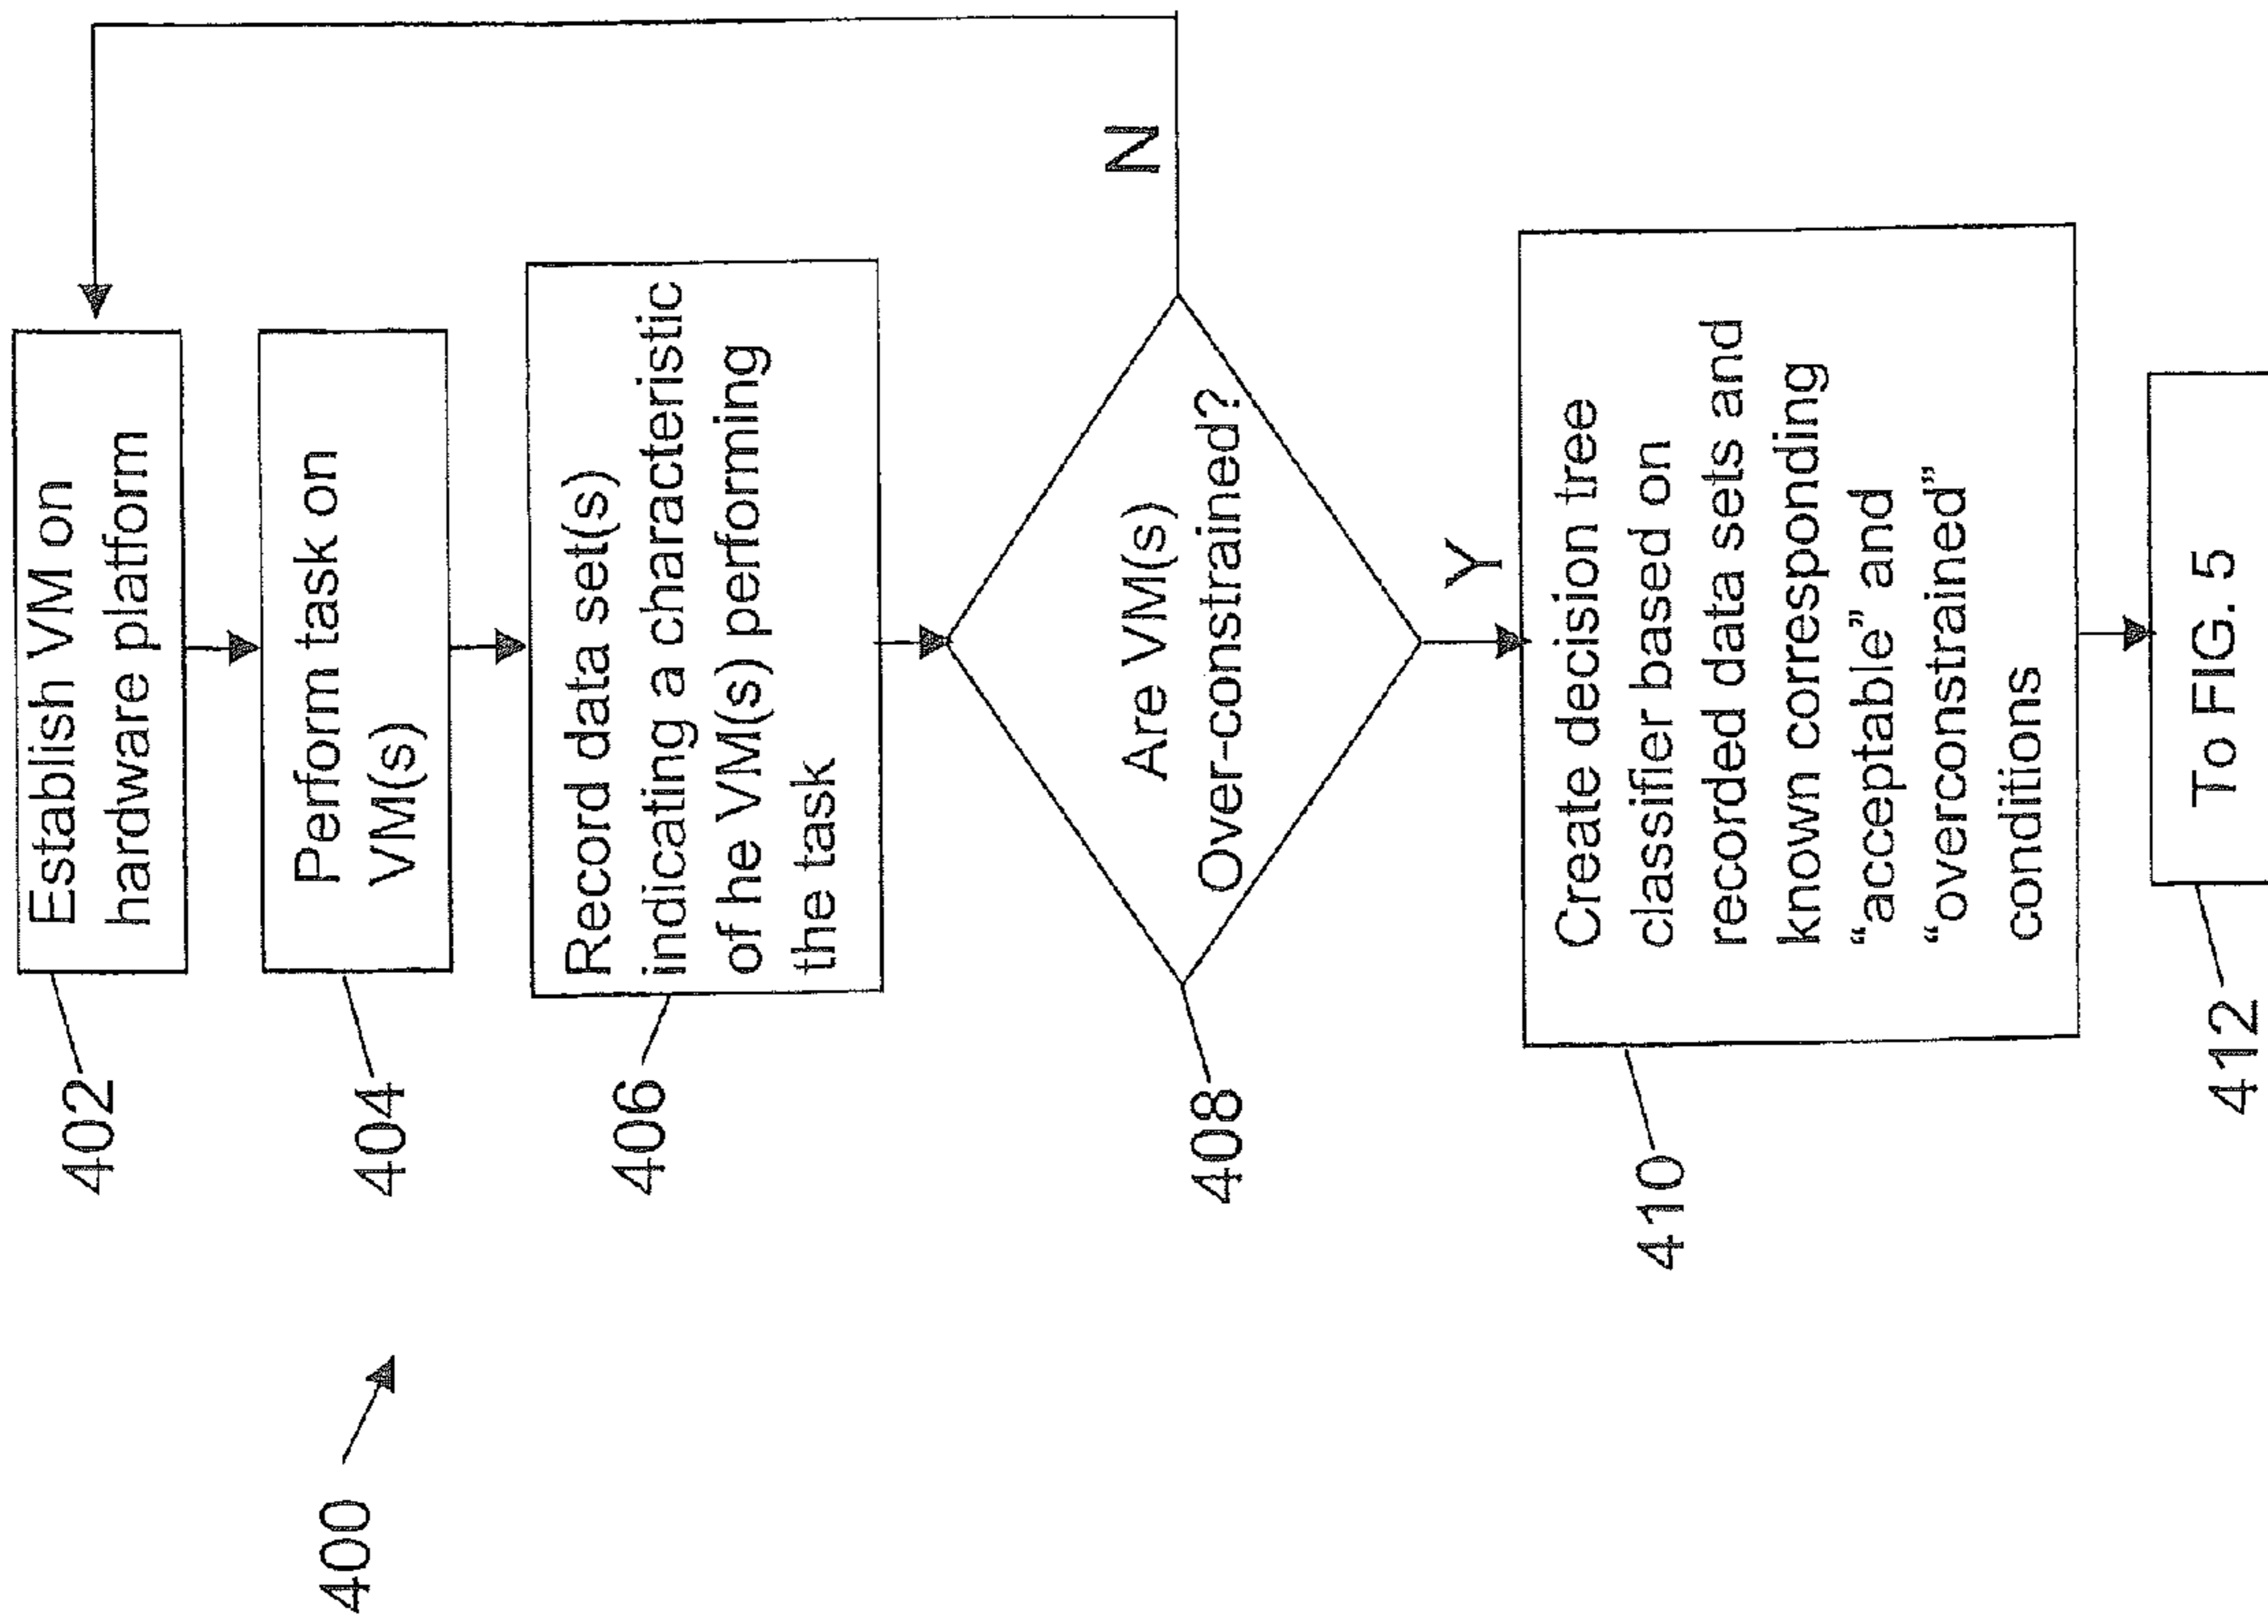 400
402
Establish VM on
hardware platform
404
Perform task on
VM(s)
406
Record data set(s)
indicating a characteristic
of he VM(s) performing
the task
408
Are VM(s)
Over-constrained?
N
Y
410
Create decision tree
classifier based on
recorded data sets and
known corresponding
“acceptable” and
“overconstrained”
conditions
412
To FIG. 5